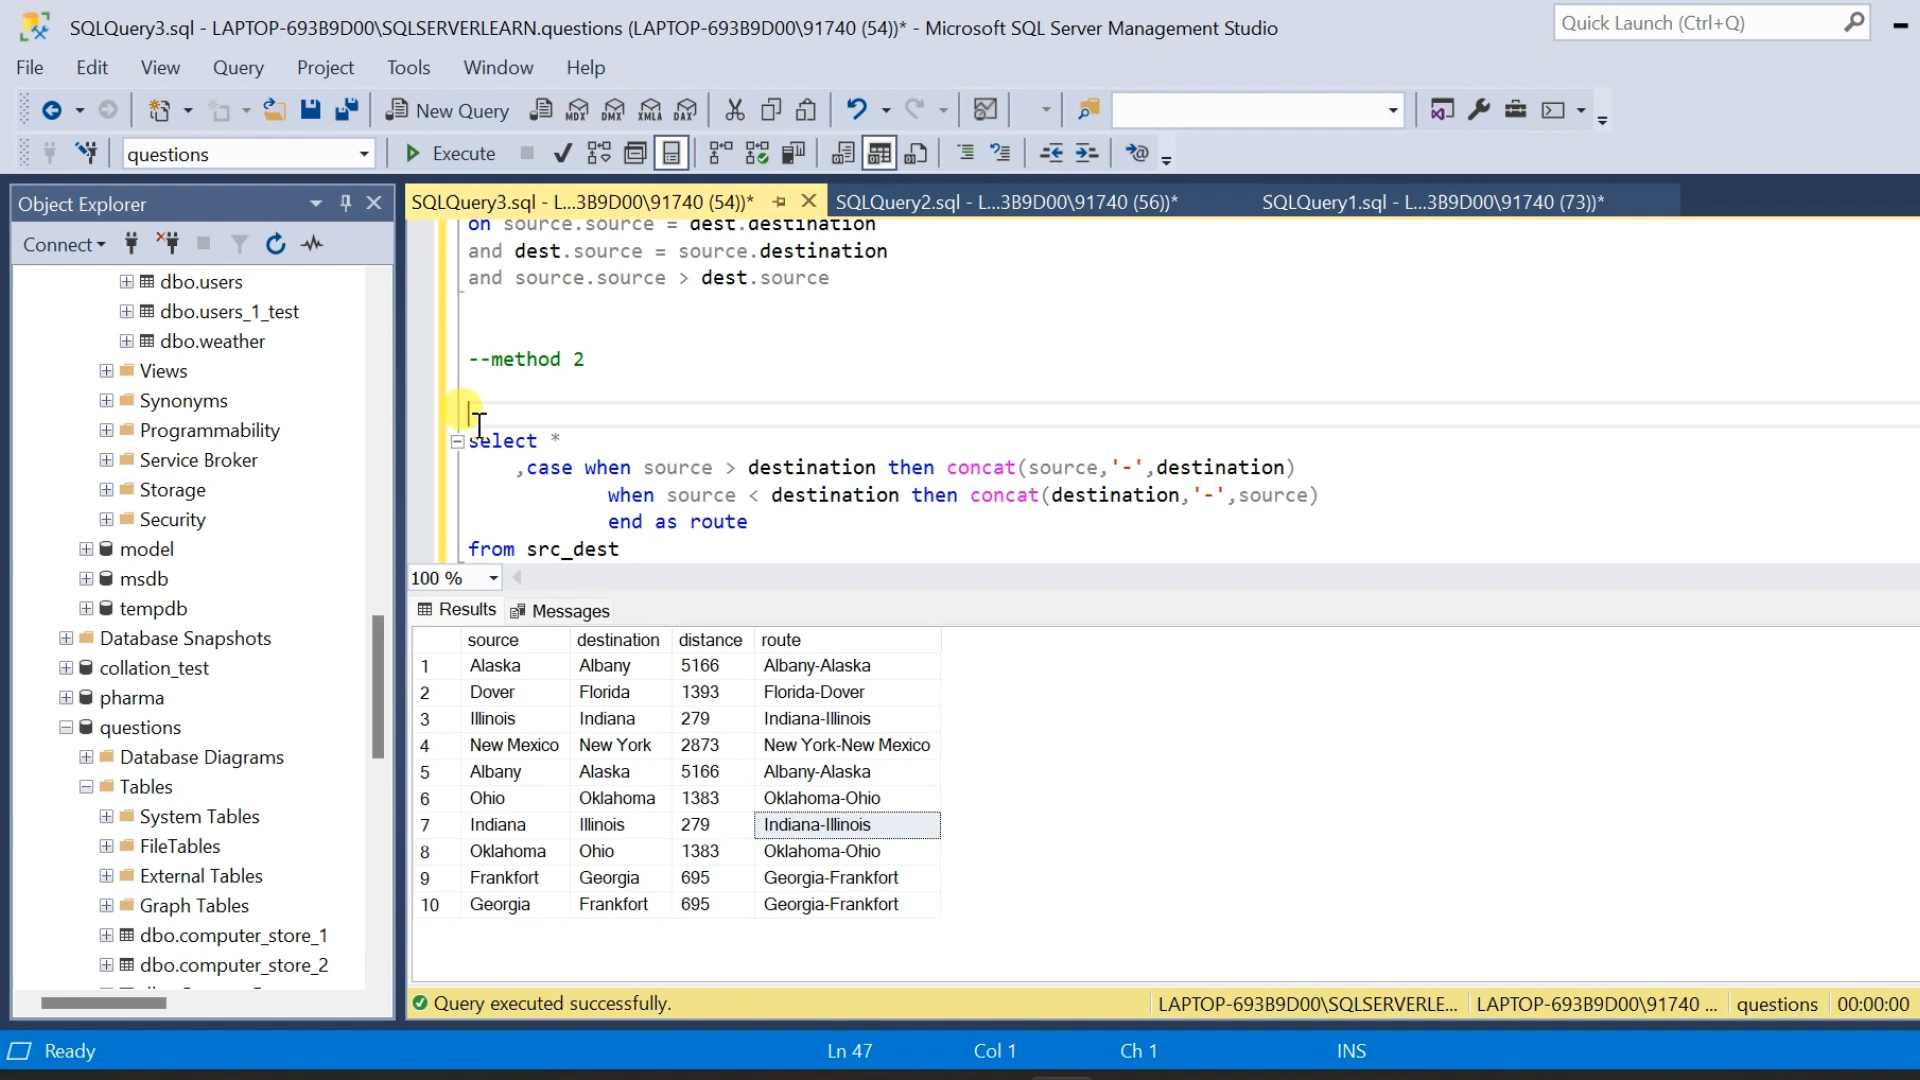 SQLQuery3.sql - LAPTOP-693B9D00\SQLSERVERLEARN.questions (LAPTOP-693B9D00\91740 (54))* - Microsoft SQL Server Management Studio
Quick Launch (Ctrl+Q)
File Edit View Query Project Tools Window Help
New Query MDX DMX XMLA DAX
questions Execute
Object Explorer
Connect
dbo.users
dbo.users_1_test
dbo.weather
Views
Synonyms
Programmability
Service Broker
Storage
Security
model
msdb
tempdb
Database Snapshots
collation_test
pharma
questions
Database Diagrams
Tables
System Tables
FileTables
External Tables
Graph Tables
dbo.computer_store_1
dbo.computer_store_2
SQLQuery3.sql - L...3B9D00\91740 (54))* SQLQuery2.sql - L...3B9D00\91740 (56))* SQLQuery1.sql - L...3B9D00\91740 (73))*
on source.source = dest.destination
and dest.source = source.destination
and source.source > dest.source
--method 2
select *
,case when source > destination then concat(source,'-',destination)
when source < destination then concat(destination,'-',source)
end as route
from src_dest
100 %
Results Messages
source destination distance route
1 Alaska Albany 5166 Albany-Alaska
2 Dover Florida 1393 Florida-Dover
3 Illinois Indiana 279 Indiana-Illinois
4 New Mexico New York 2873 New York-New Mexico
5 Albany Alaska 5166 Albany-Alaska
6 Ohio Oklahoma 1383 Oklahoma-Ohio
7 Indiana Illinois 279 Indiana-Illinois
8 Oklahoma Ohio 1383 Oklahoma-Ohio
9 Frankfort Georgia 695 Georgia-Frankfort
10 Georgia Frankfort 695 Georgia-Frankfort
Query executed successfully. LAPTOP-693B9D00\SQLSERVERLE... LAPTOP-693B9D00\91740 ... questions 00:00:00
Ready Ln 47 Col 1 Ch 1 INS